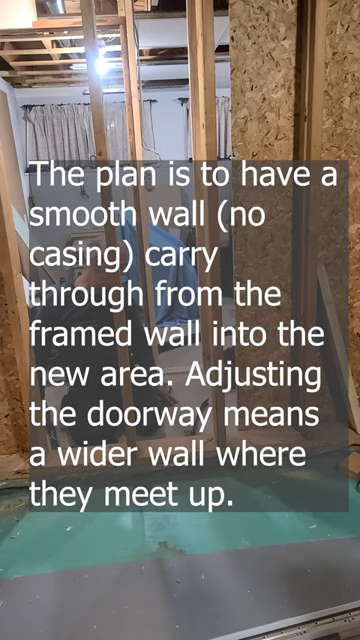 The plan is to have a
smooth wall (no
casing) carry
through from the
framed wall into the
new area. Adjusting
the doorway means
a wider wall where
they meet up.